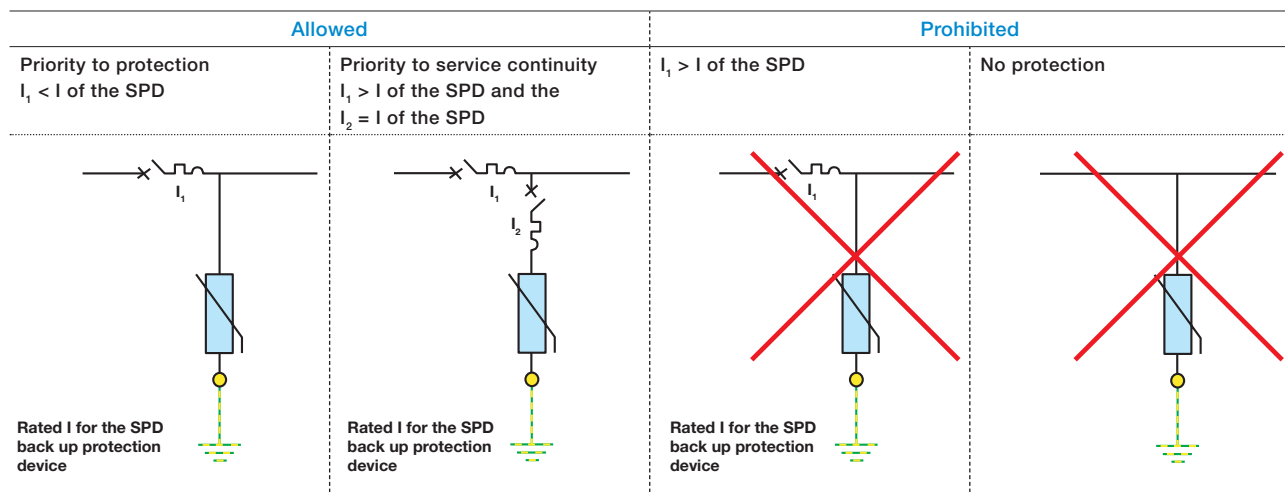 Allowed
Prohibited
Priority to protection
I₁ < I of the SPD
Priority to service continuity
I₁ > I of the SPD and the
I₂ = I of the SPD
I₁ > I of the SPD
No protection
I₁
I₁
I₂
I₁
Rated I for the SPD
back up protection
device
Rated I for the SPD
back up protection
device
Rated I for the SPD
back up protection
device